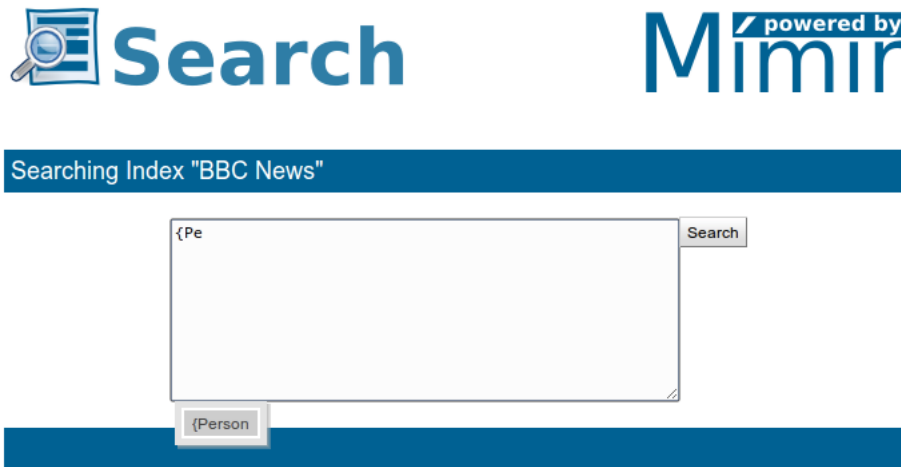 Search
powered by
Mimir
Searching Index "BBC News"
{Pe
Search
{Person